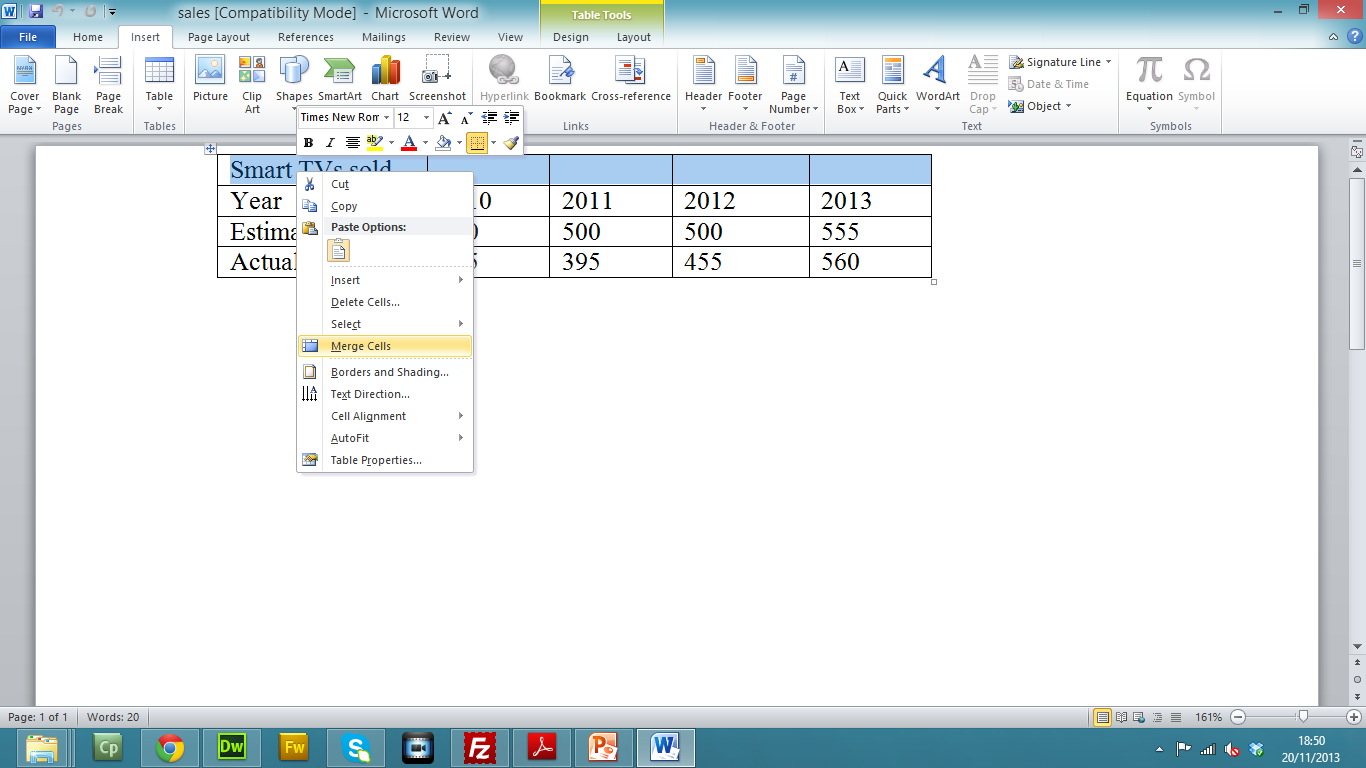 sales [Compatibility Mode] - Microsoft Word
Table Tools
File Home Insert Page Layout References Mailings Review View Design Layout
Cover Page
Blank Page
Page Break
Table
Picture
Clip Art
Shapes
SmartArt
Chart
Screenshot
Hyperlink
Bookmark
Cross-reference
Header
Footer
Page Number
Text Box
Quick Parts
WordArt
Drop Cap
Signature Line
Date & Time
Object
Equation
Symbol
Pages
Tables
Links
Header & Footer
Text
Symbols
Times New Rom 12
Smart TVs sold
Year 2011 2012 2013
500 500 555
Actual 395 455 560
Cut
Copy
Paste Options:
Insert
Delete Cells...
Select
Merge Cells
Borders and Shading...
Text Direction...
Cell Alignment
AutoFit
Table Properties...
Page: 1 of 1 Words: 20 161%
Cp Dw Fw
18:50
20/11/2013